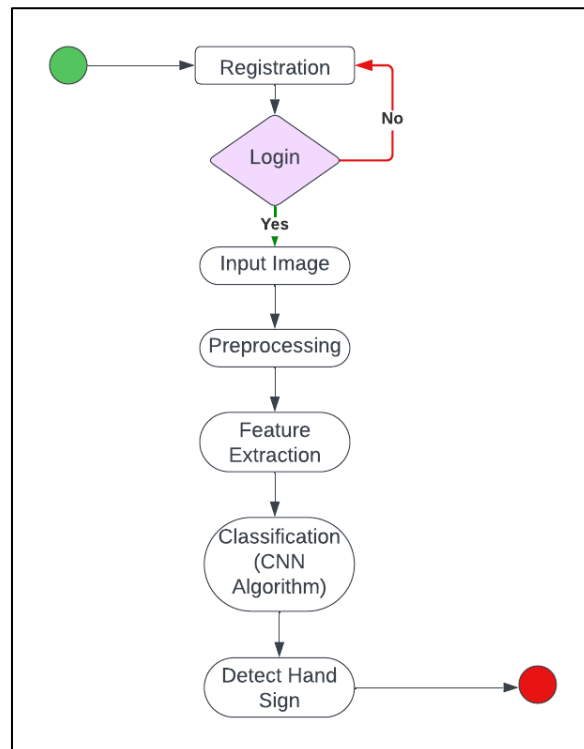 Registration
No
Login
Yes
Input Image
Preprocessing
Feature
Extraction
Classification
(CNN
Algorithm)
Detect Hand
Sign